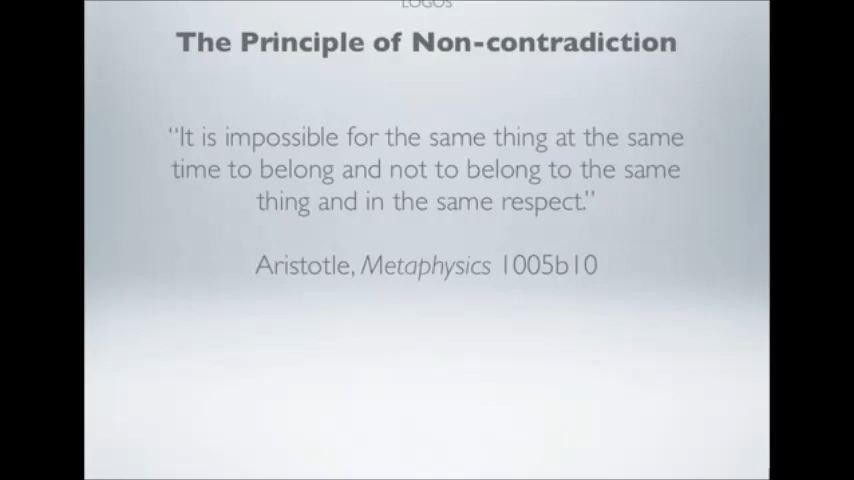 LOGOS
The Principle of Non-contradiction
“It is impossible for the same thing at the same
time to belong and not to belong to the same
thing and in the same respect.”
Aristotle, Metaphysics 1005b10